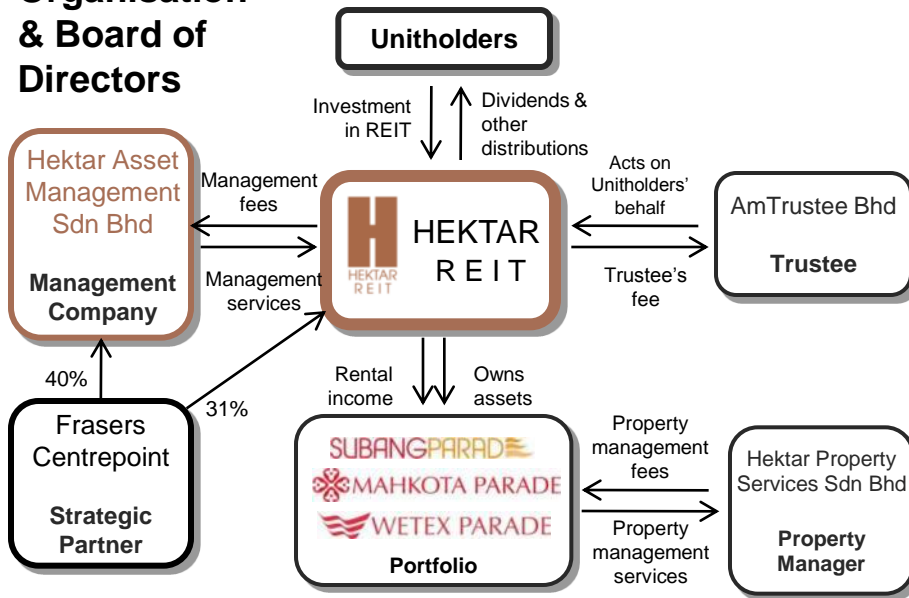 Organisation
& Board of
Directors
Unitholders
Investment
in REIT
Dividends &
other
distributions
Hektar Asset
Management
Sdn Bhd
Management
Company
Management
fees
Management
services
HEKTAR
REIT
HEKTAR
REIT
Acts on
Unitholders'
behalf
Trustee's
fee
AmTrustee Bhd
Trustee
40%
31%
Frasers
Centrepoint
Strategic
Partner
Rental
income
Owns
assets
SUBANGPARADE
MAHKOTA PARADE
WETEX PARADE
Portfolio
Property
management
fees
Property
management
services
Hektar Property
Services Sdn Bhd
Property
Manager